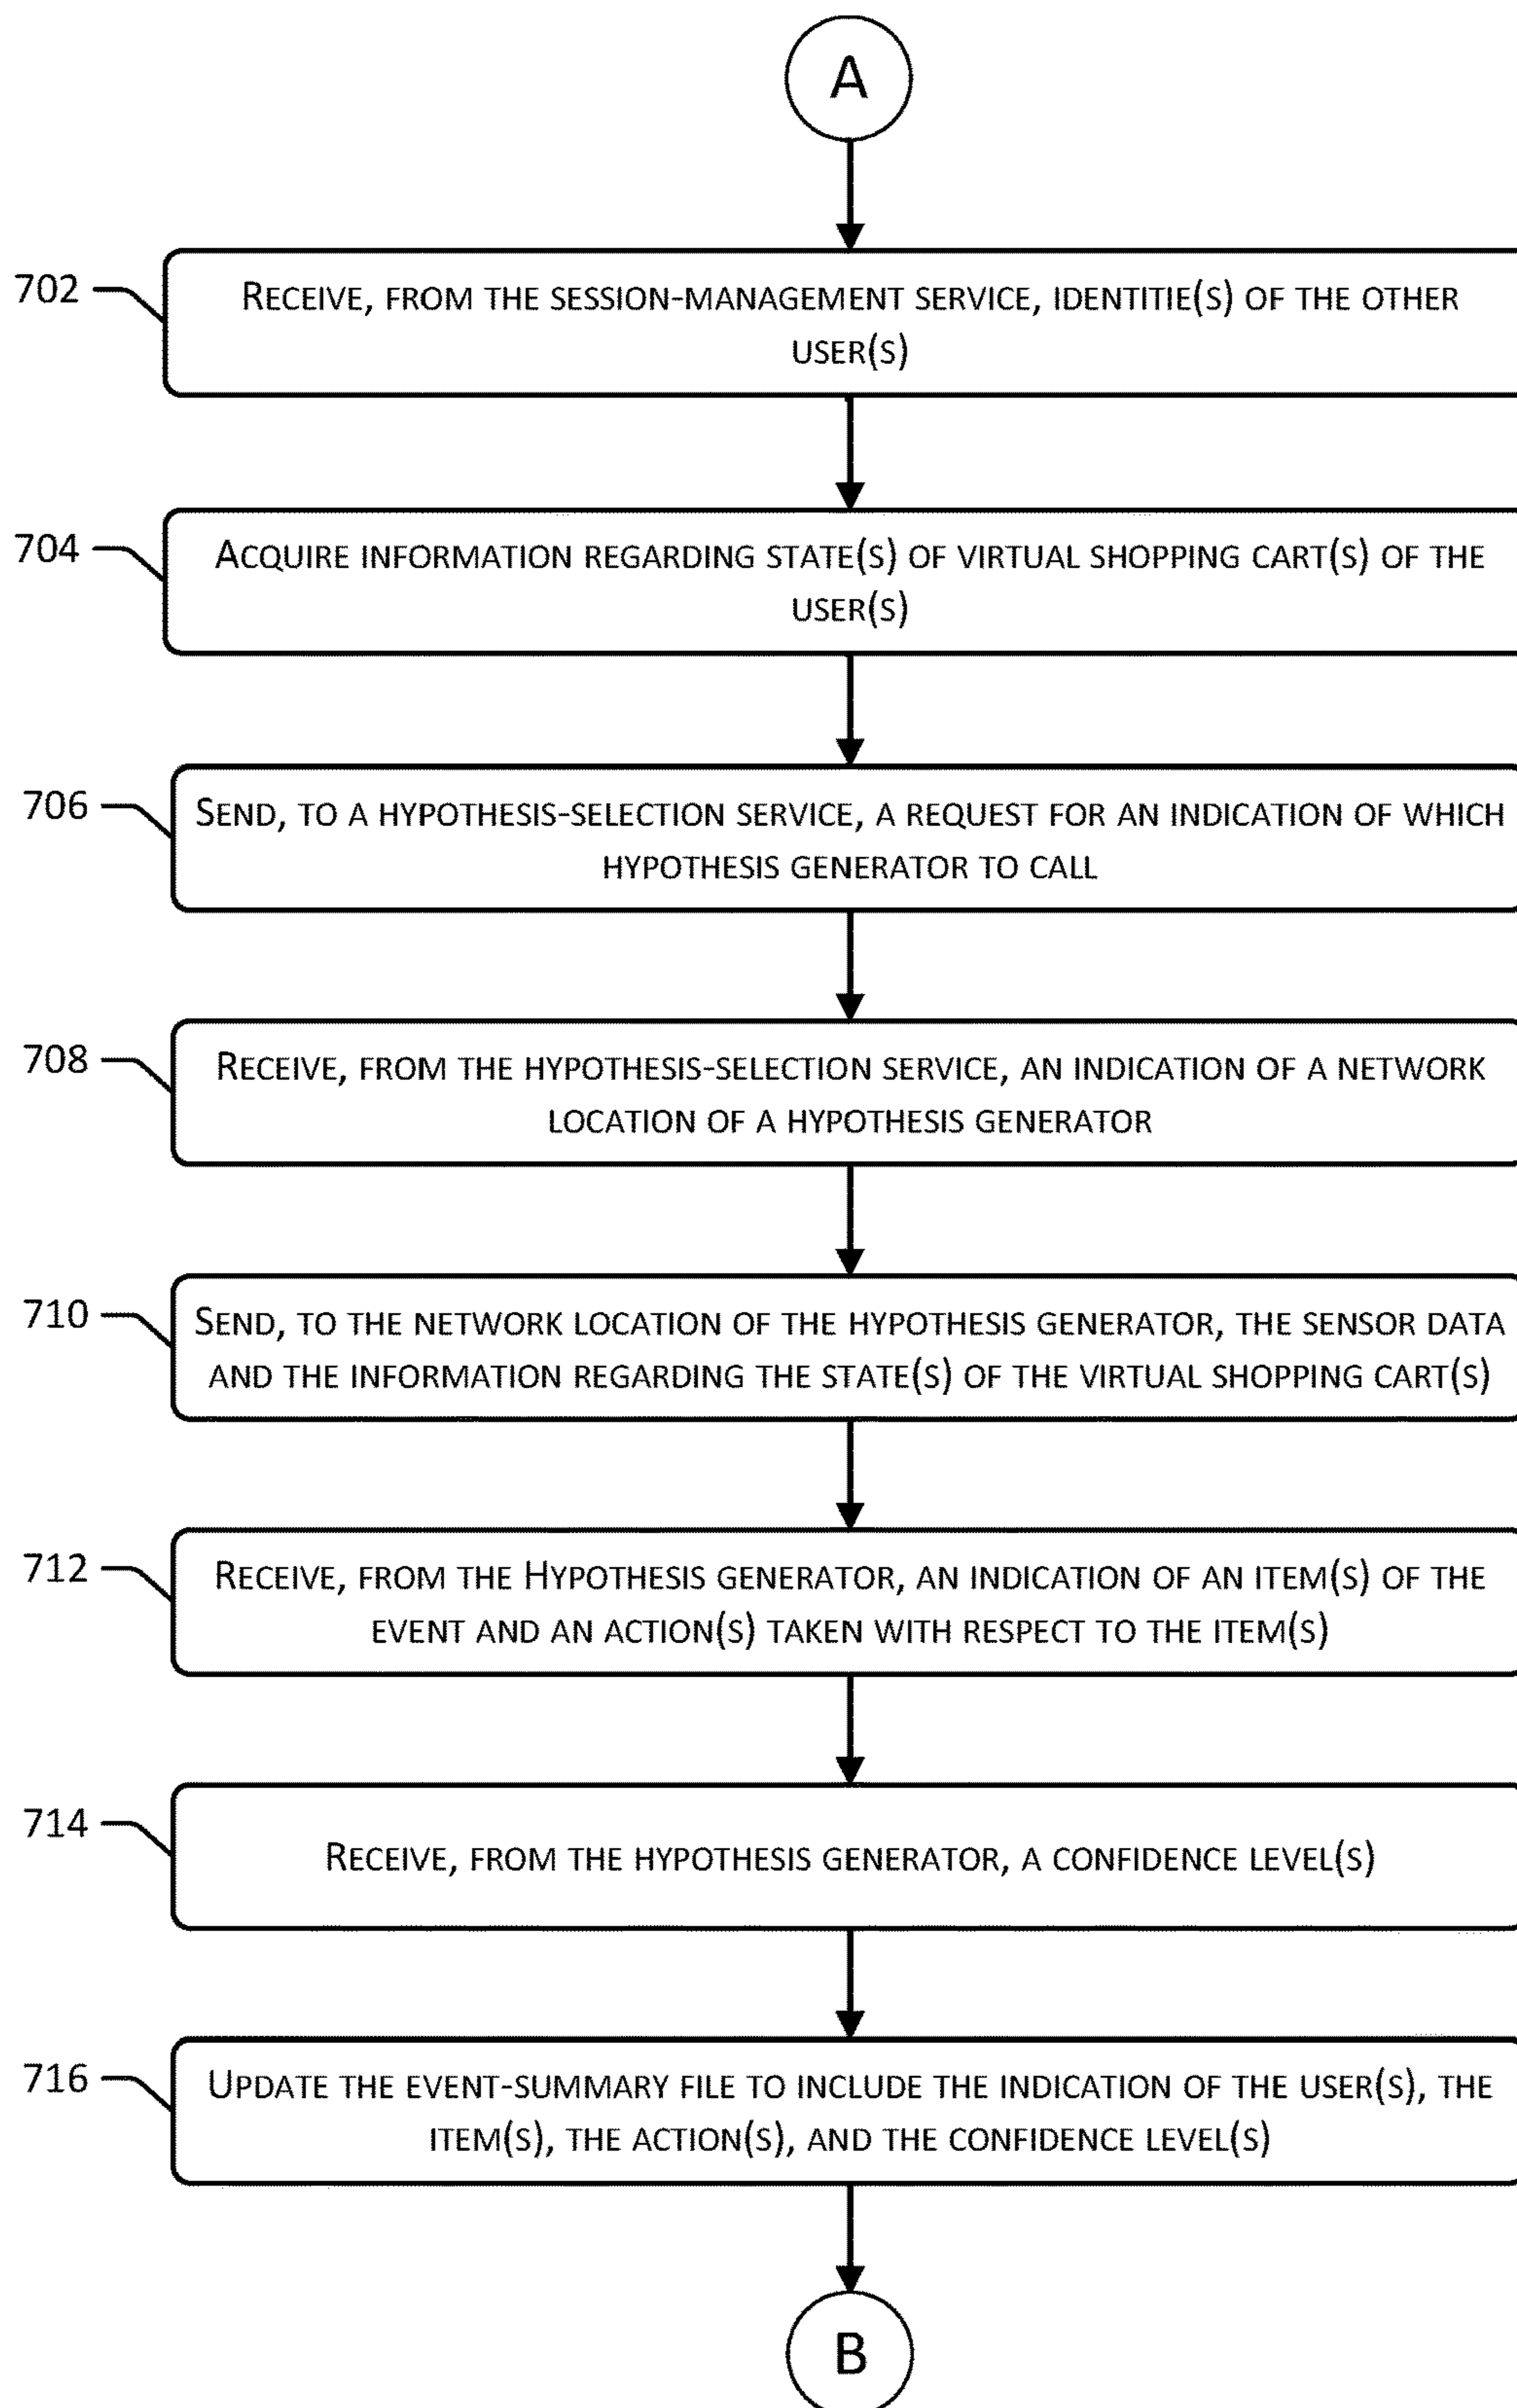 A
702
RECEIVE, FROM THE SESSION-MANAGEMENT SERVICE, IDENTITIE(S) OF THE OTHER
USER(S)
704
ACQUIRE INFORMATION REGARDING STATE(S) OF VIRTUAL SHOPPING CART(S) OF THE
USER(S)
706
SEND, TO A HYPOTHESIS-SELECTION SERVICE, A REQUEST FOR AN INDICATION OF WHICH
HYPOTHESIS GENERATOR TO CALL
708
RECEIVE, FROM THE HYPOTHESIS-SELECTION SERVICE, AN INDICATION OF A NETWORK
LOCATION OF A HYPOTHESIS GENERATOR
710
SEND, TO THE NETWORK LOCATION OF THE HYPOTHESIS GENERATOR, THE SENSOR DATA
AND THE INFORMATION REGARDING THE STATE(S) OF THE VIRTUAL SHOPPING CART(S)
712
RECEIVE, FROM THE HYPOTHESIS GENERATOR, AN INDICATION OF AN ITEM(S) OF THE
EVENT AND AN ACTION(S) TAKEN WITH RESPECT TO THE ITEM(S)
714
RECEIVE, FROM THE HYPOTHESIS GENERATOR, A CONFIDENCE LEVEL(S)
716
UPDATE THE EVENT-SUMMARY FILE TO INCLUDE THE INDICATION OF THE USER(S), THE
ITEM(S), THE ACTION(S), AND THE CONFIDENCE LEVEL(S)
B